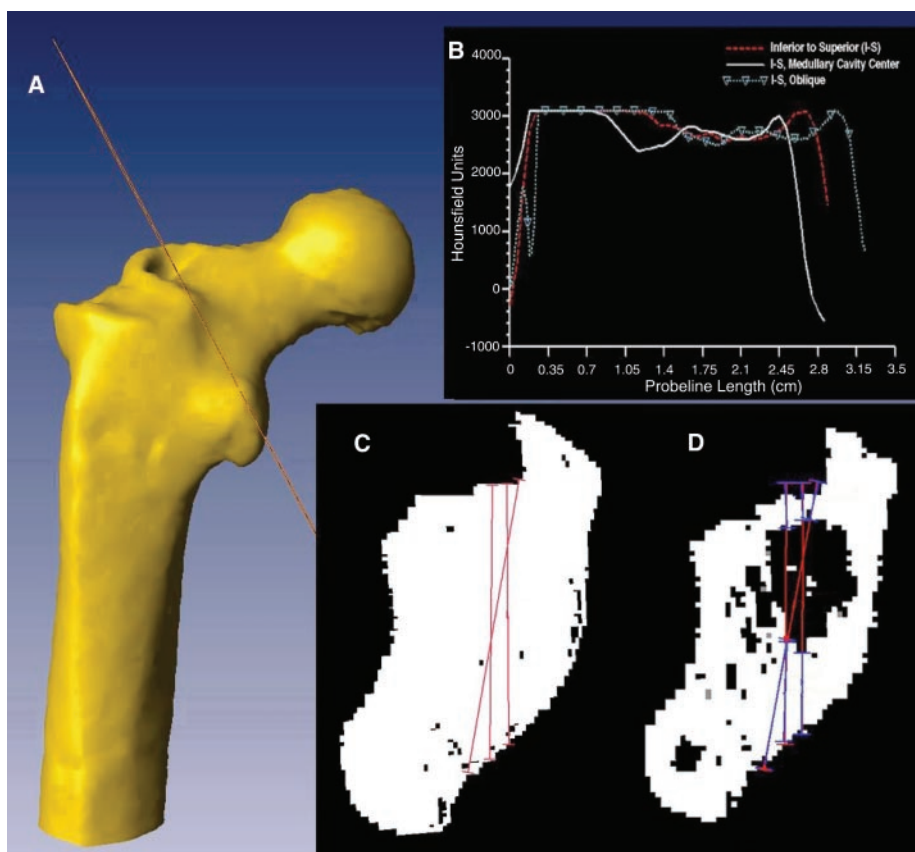 A
B
4000
3000
2000
1000
0
-1000
Hounsfield Units
Inferior to Superior (I-S)
I-S, Medullary Cavity Center
I-S, Oblique
0 0.35 0.7 1.05 1.4 1.75 2.1 2.45 2.8 3.15 3.5
Probeline Length (cm)
C
D